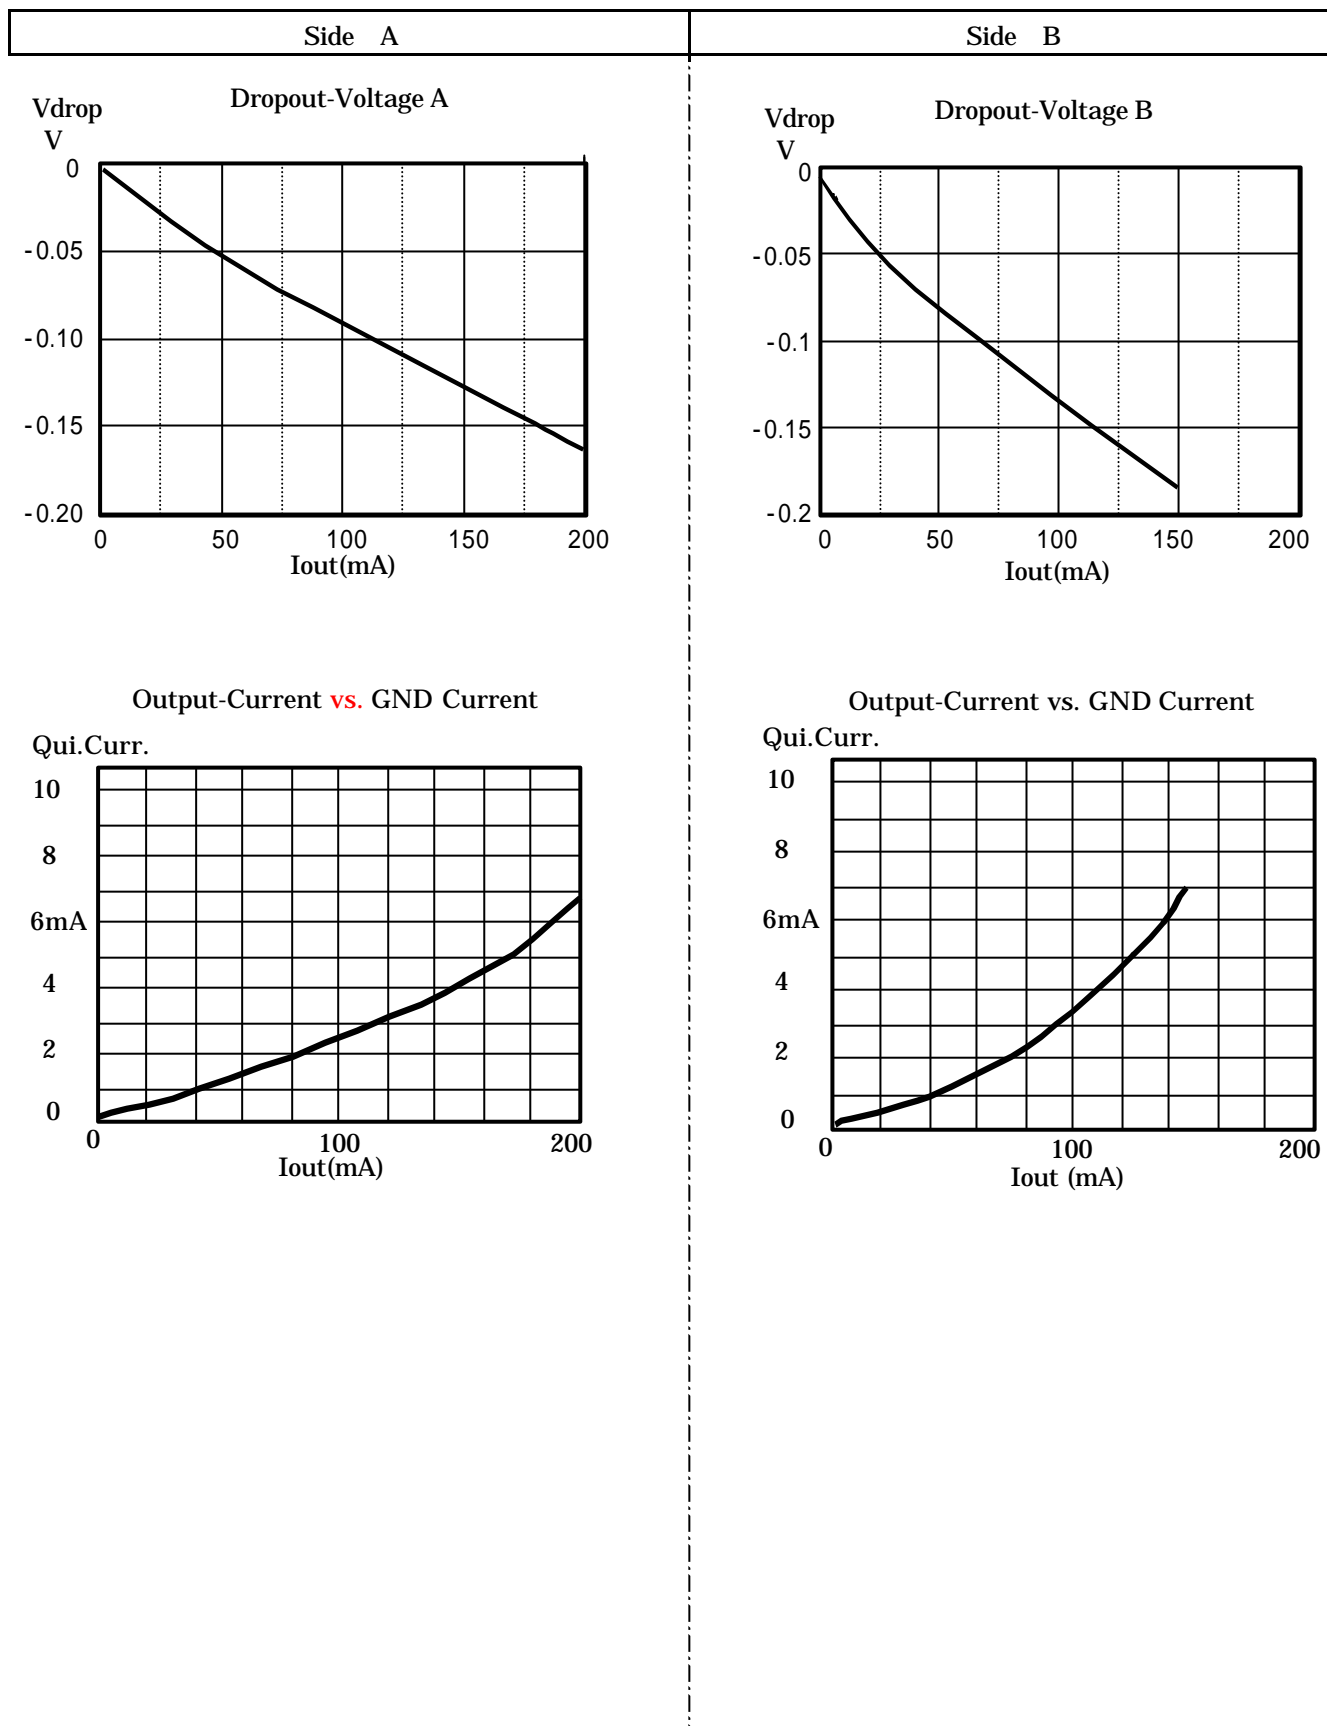 Side A
Side B
Dropout-Voltage A
Vdrop
V
0
-0.05
-0.10
-0.15
-0.20
0 50 100 150 200
Iout(mA)
Dropout-Voltage B
Vdrop
V
0
-0.05
-0.1
-0.15
-0.2
0 50 100 150 200
Iout(mA)
Output-Current vs. GND Current
Qui.Curr.
10
8
6mA
4
2
0
0 100 200
Iout(mA)
Output-Current vs. GND Current
Qui.Curr.
10
8
6mA
4
2
0
0 100 200
Iout (mA)